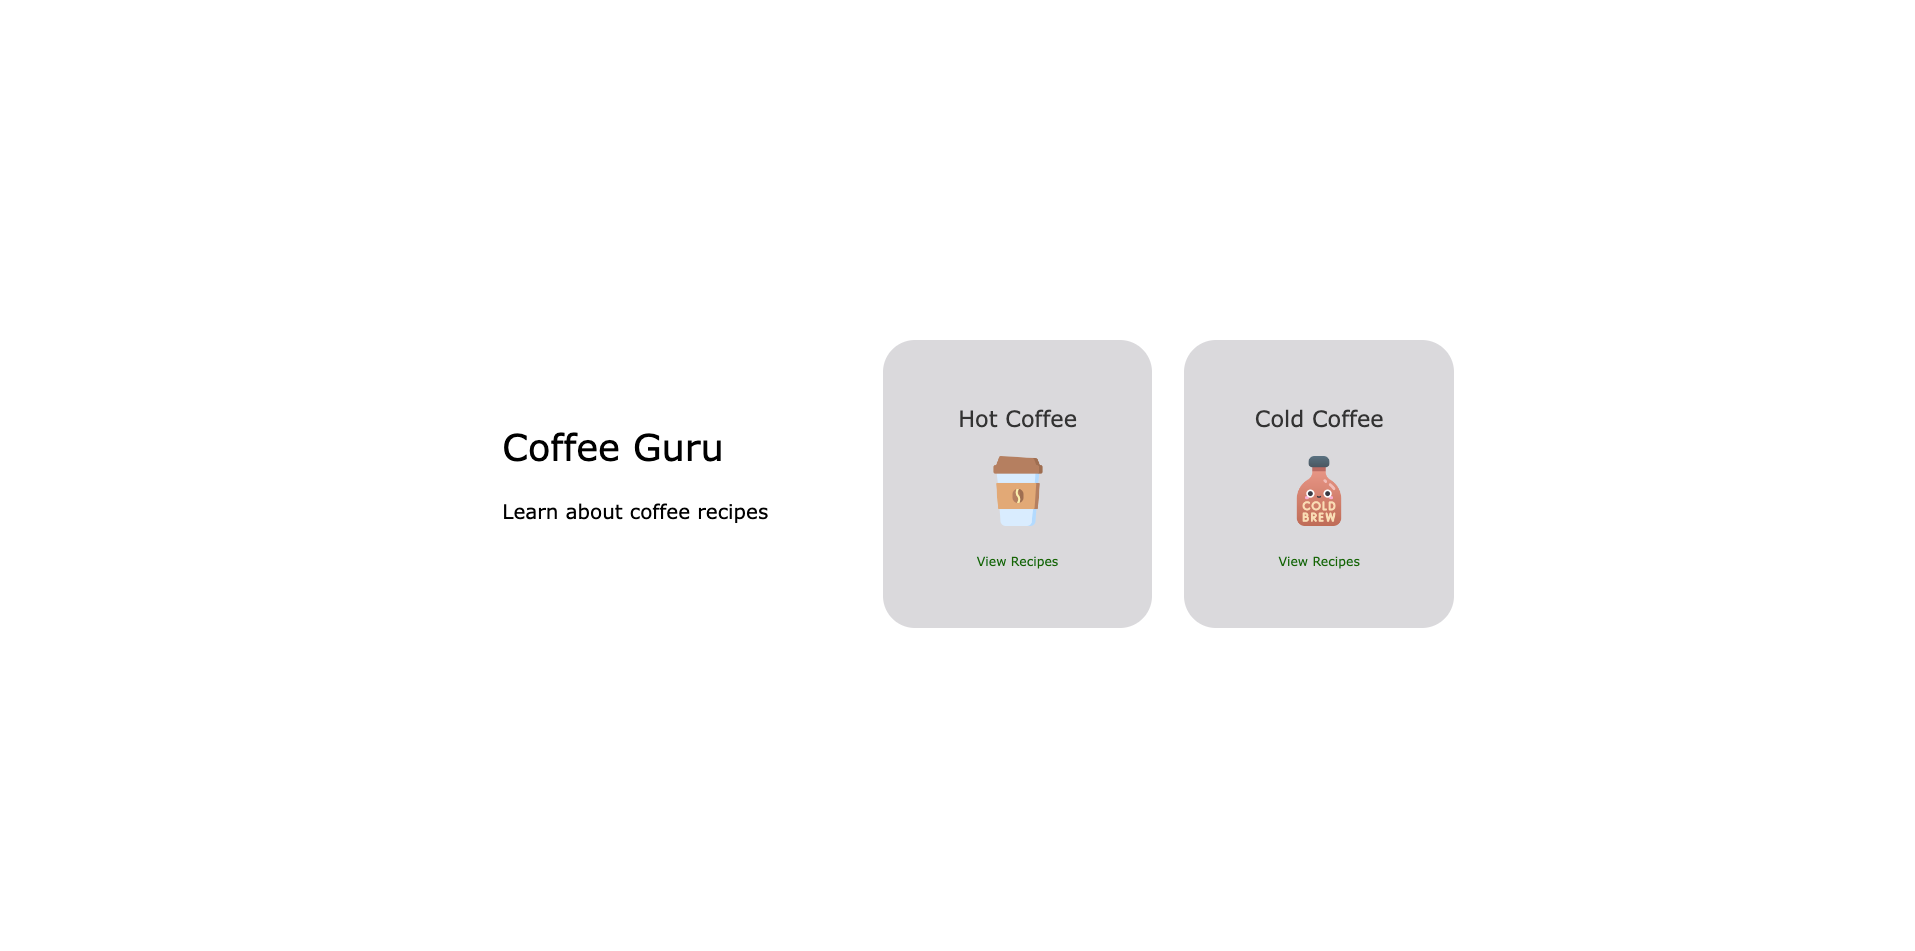 Coffee Guru
Learn about coffee recipes
Hot Coffee
View Recipes
Cold Coffee
COLD
BREW
View Recipes